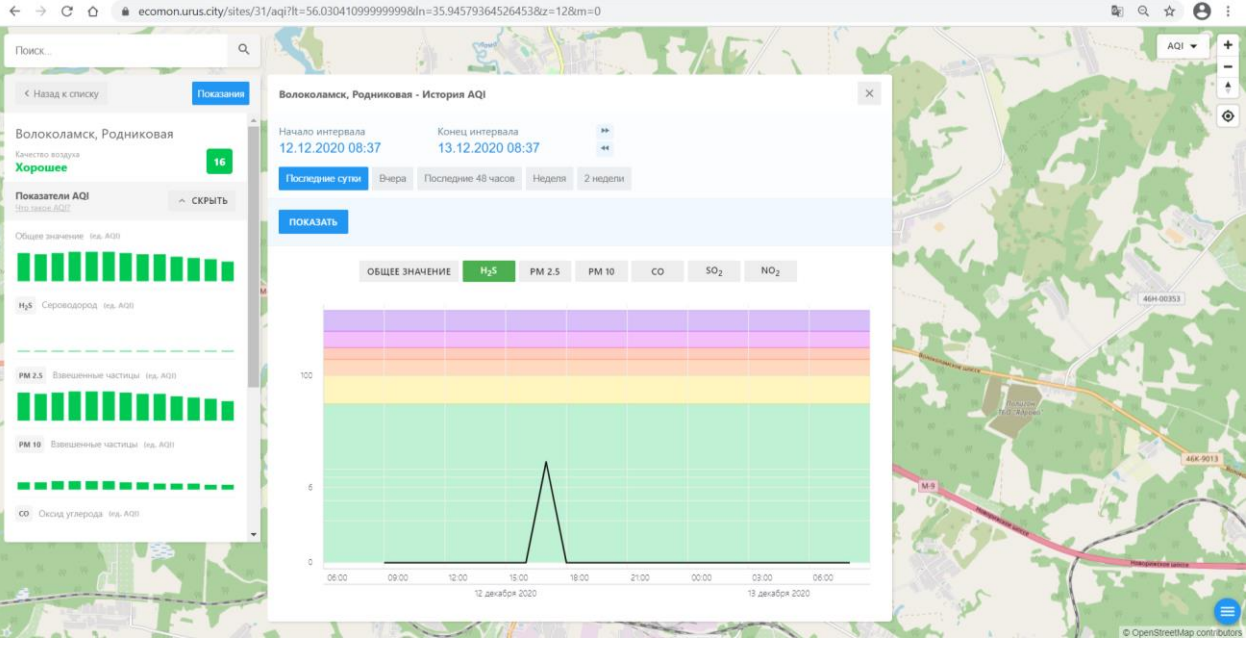 ecomon.urus.city/sites/31/aqi?lt=56.03041099999999&ln=35.94579364526453&z=12&m=0
Поиск...
AQI
Назад к списку
Показания
Волоколамск, Родниковая
Качество воздуха
Хорошее
16
Показатели AQI
Что такое AQI?
СКРЫТЬ
Общее значение (ед. AQI)
H₂S Сероводород (ед. AQI)
PM 2.5 Взвешенные частицы (ед. AQI)
PM 10 Взвешенные частицы (ед. AQI)
CO Оксид углерода (ед. AQI)
Волоколамск, Родниковая - История AQI
Начало интервала
12.12.2020 08:37
Конец интервала
13.12.2020 08:37
Последние сутки Вчера Последние 48 часов Неделя 2 недели
ПОКАЗАТЬ
ОБЩЕЕ ЗНАЧЕНИЕ H₂S PM 2.5 PM 10 CO SO₂ NO₂
100
6
0
06:00 09:00 12:00 15:00 18:00 21:00 00:00 03:00 06:00
12 декабря 2020 13 декабря 2020
46Н-00353
Волоколамское шоссе
46К-9013
М-9
Новорижское шоссе
Новорижское шоссе
© OpenStreetMap contributors